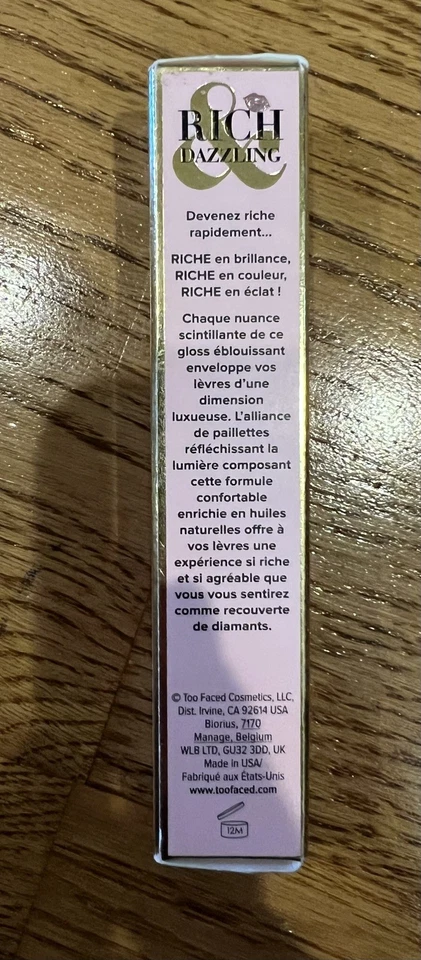 &
RICH
DAZZLING
Devenez riche
rapidement...
RICHE en brillance,
RICHE en couleur,
RICHE en éclat !
Chaque nuance
scintillante de ce
gloss éblouissant
enveloppe vos
lèvres d'une
dimension
luxueuse. L'alliance
de paillettes
réfléchissant la
lumière composant
cette formule
confortable
enrichie en huiles
naturelles offre à
vos lèvres une
expérience si riche
et si agréable que
vous vous sentirez
comme recouverte
de diamants.
© Too Faced Cosmetics, LLC,
Dist. Irvine, CA 92614 USA
Biorius, 7170
Manage, Belgium
WLB LTD, GU32 3DD, UK
Made in USA/
Fabriqué aux États-Unis
www.toofaced.com
12M